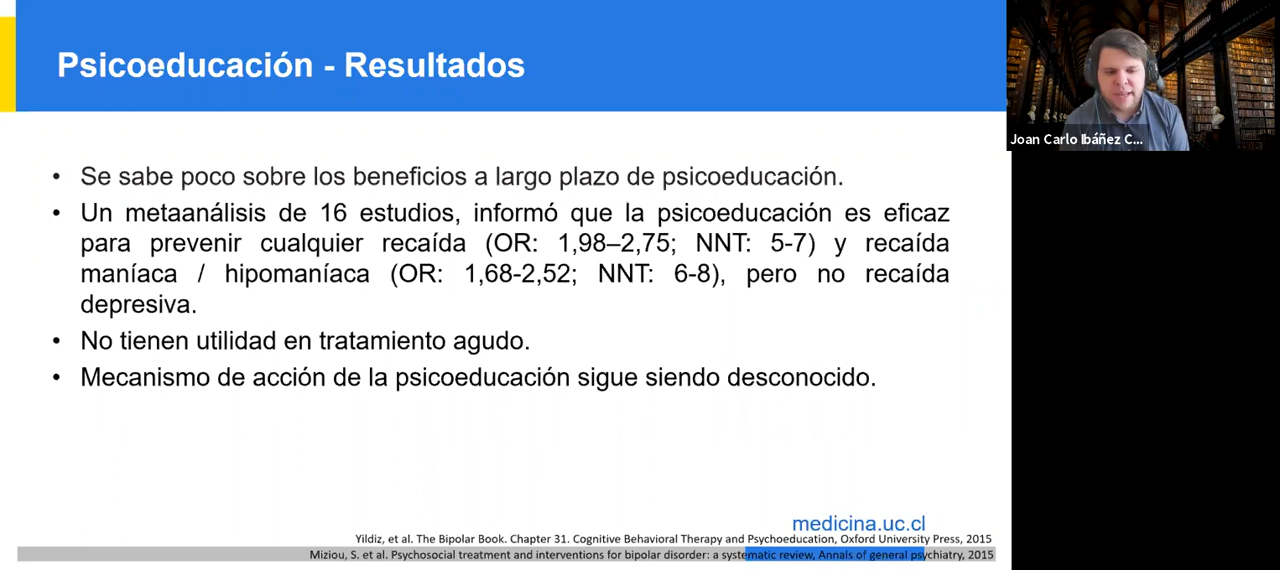 Psicoeducación - Resultados
Joan Carlo Ibáñez C...
• Se sabe poco sobre los beneficios a largo plazo de psicoeducación.
• Un metaanálisis de 16 estudios, informó que la psicoeducación es eficaz
para prevenir cualquier recaída (OR: 1,98–2,75; NNT: 5-7) y recaída
maníaca / hipomaníaca (OR: 1,68-2,52; NNT: 6-8), pero no recaída
depresiva.
• No tienen utilidad en tratamiento agudo.
• Mecanismo de acción de la psicoeducación sigue siendo desconocido.
medicina.uc.cl
Yildiz, et al. The Bipolar Book. Chapter 31. Cognitive Behavioral Therapy and Psychoeducation, Oxford University Press, 2015
Miziou, S. et al. Psychosocial treatment and interventions for bipolar disorder: a systematic review, Annals of general psychiatry, 2015